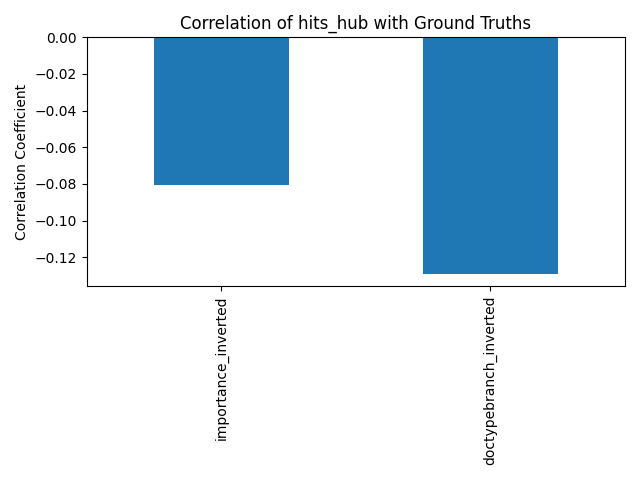 Correlation of hits_hub with Ground Truths
Correlation Coefficient
0.00
−0.02
−0.04
−0.06
−0.08
−0.10
−0.12
importance_inverted
doctypebranch_inverted